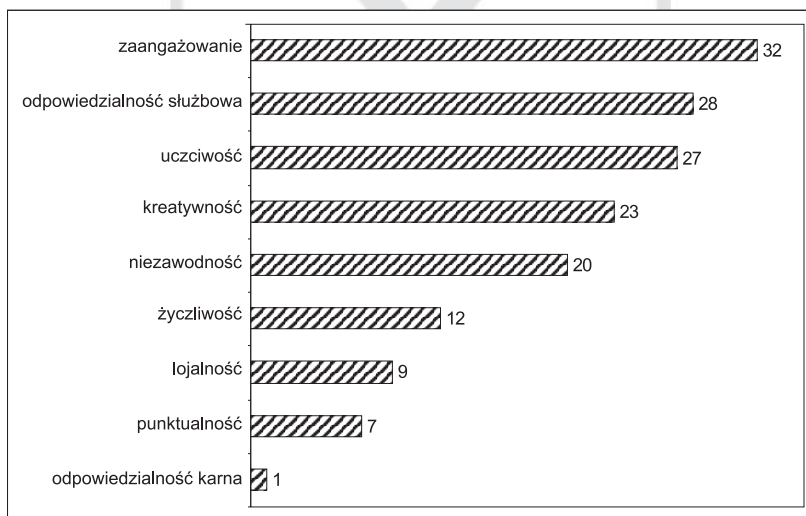 zaangażowanie 32
odpowiedzialność służbowa 28
uczciwość 27
kreatywność 23
niezawodność 20
życzliwość 12
lojalność 9
punktualność 7
odpowiedzialność karna 1